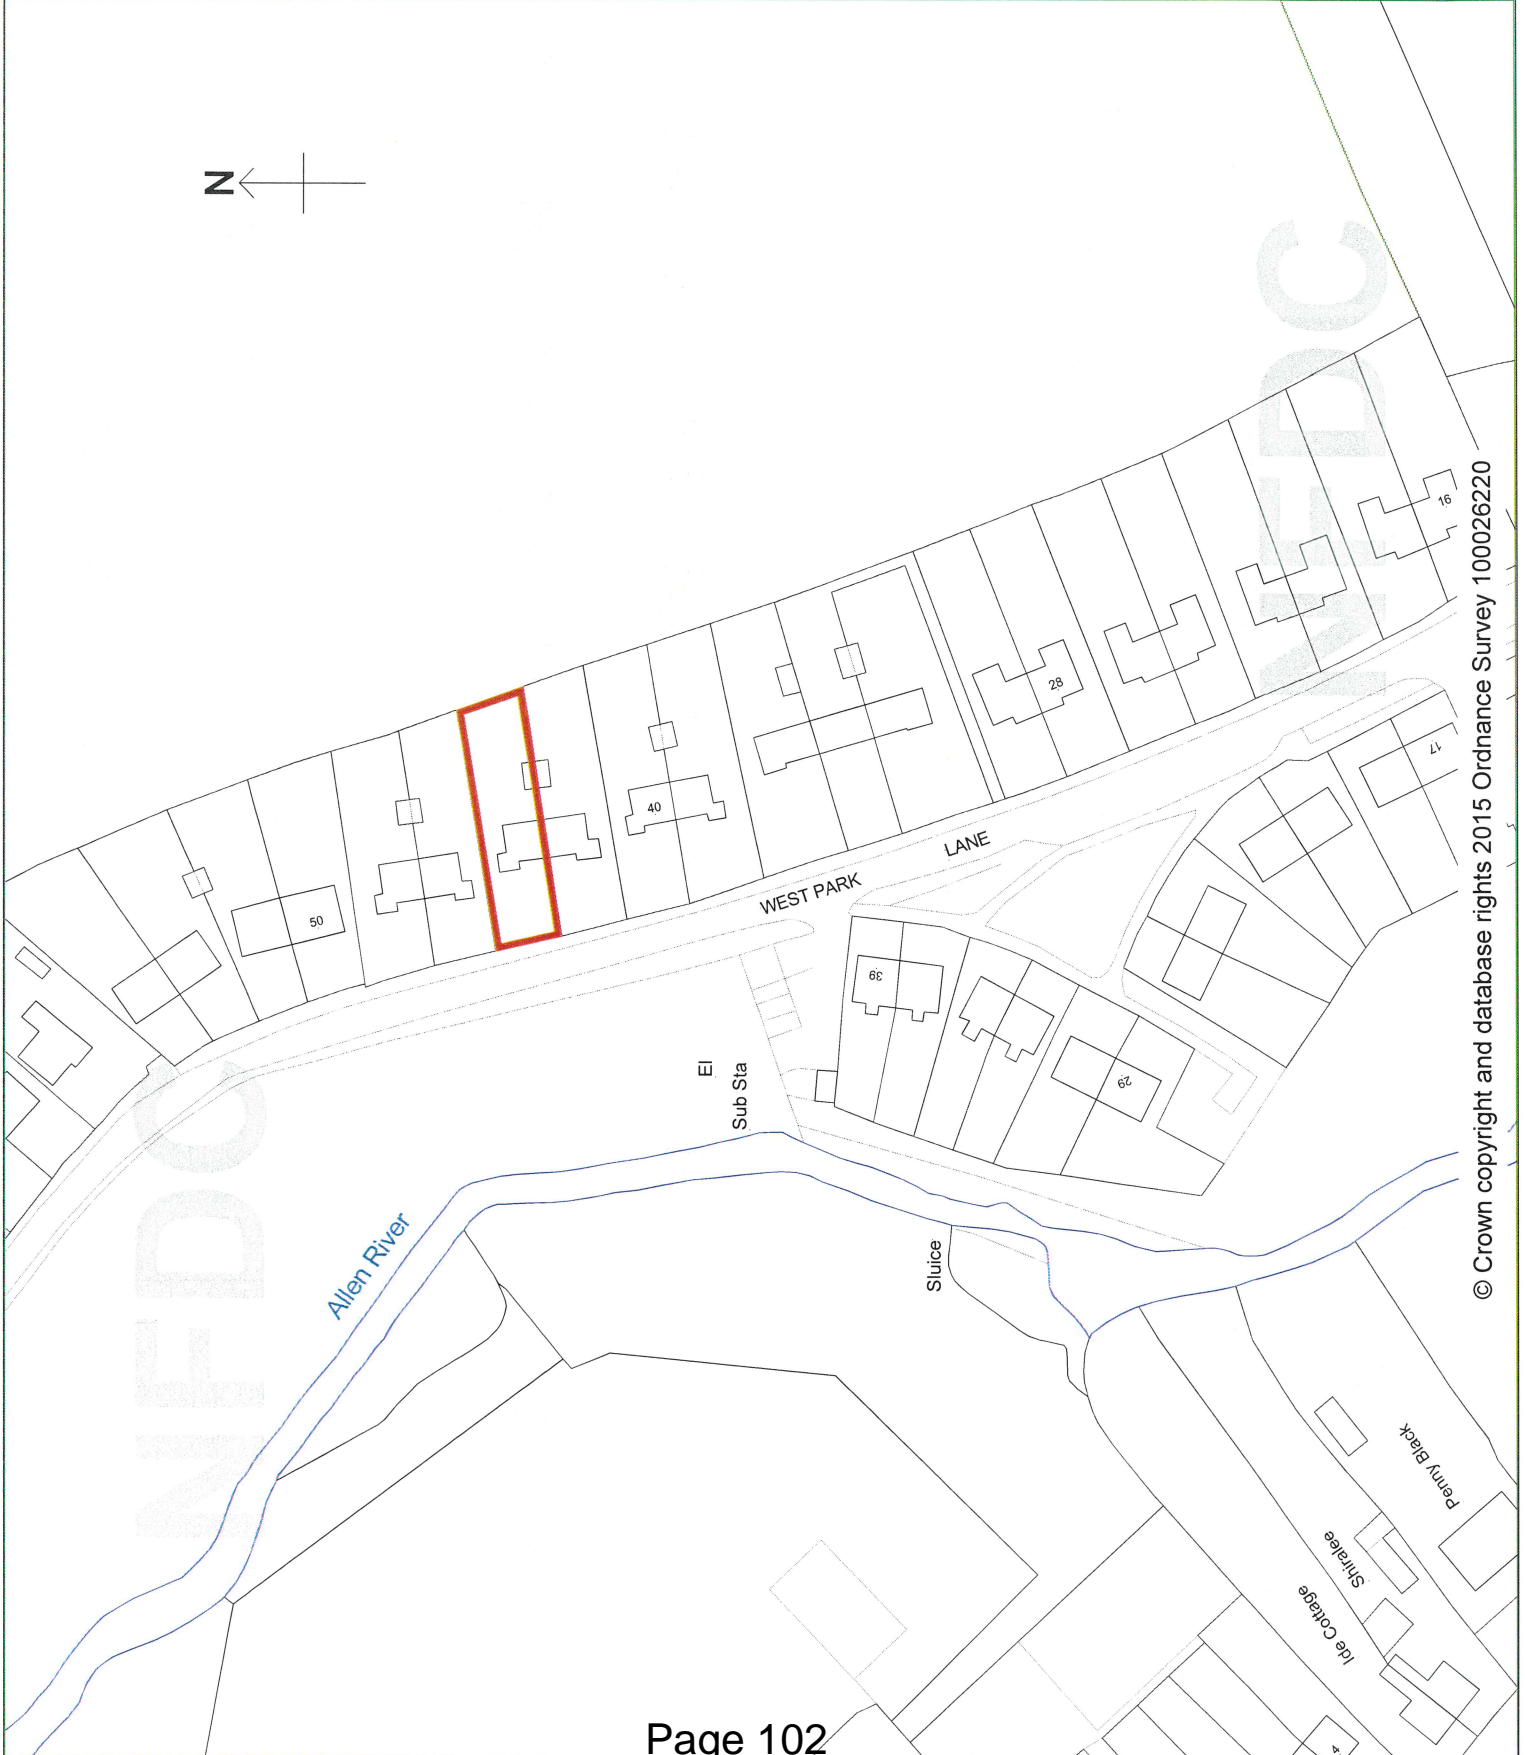 N
NFDC
16
© Crown copyright and database rights 2015 Ordnance Survey 100026220
28
17
40
LANE
WEST PARK
50
39
El
Sub Sta
29
NFDC
Allen River
Sluice
Penny Black
Shiralee
Ide Cottage
4
Page 102